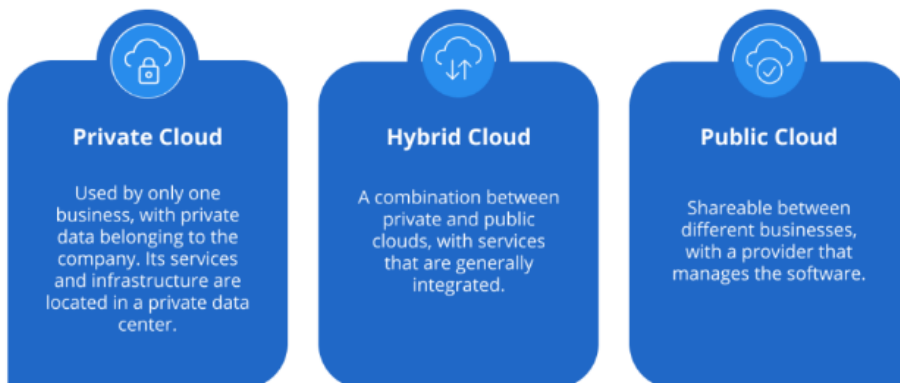 Private Cloud
Used by only one
business, with private
data belonging to the
company. Its services
and infrastructure are
located in a private data
center.
Hybrid Cloud
A combination between
private and public
clouds, with services
that are generally
integrated.
Public Cloud
Shareable between
different businesses,
with a provider that
manages the software.